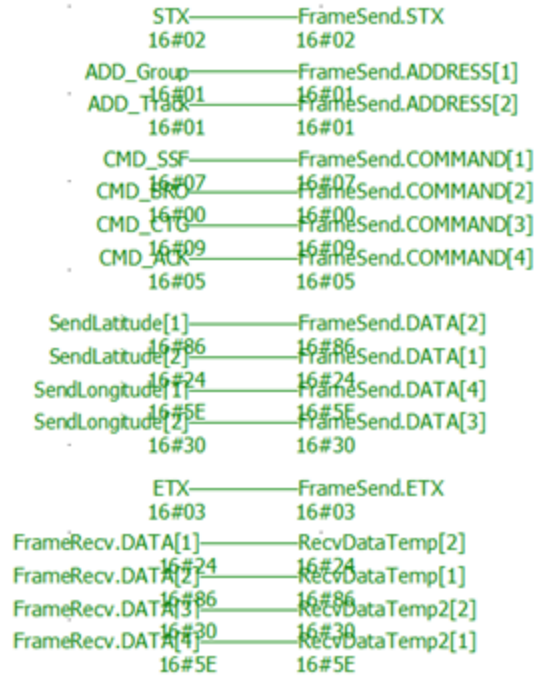 STX FrameSend.STX
16#02 16#02
ADD_Group FrameSend.ADDRESS[1]
16#01 16#01
ADD_Track FrameSend.ADDRESS[2]
16#01 16#01
CMD_SSF FrameSend.COMMAND[1]
16#07 16#07
CMD_BRO FrameSend.COMMAND[2]
16#00 16#00
CMD_CTG FrameSend.COMMAND[3]
16#09 16#09
CMD_ACK FrameSend.COMMAND[4]
16#05 16#05
SendLatitude[1] FrameSend.DATA[2]
16#86 16#86
SendLatitude[2] FrameSend.DATA[1]
16#24 16#24
SendLongitude[1] FrameSend.DATA[4]
16#5E 16#5E
SendLongitude[2] FrameSend.DATA[3]
16#30 16#30
ETX FrameSend.ETX
16#03 16#03
FrameRecv.DATA[1] RecvDataTemp[2]
16#24 16#24
FrameRecv.DATA[2] RecvDataTemp[1]
16#86 16#86
FrameRecv.DATA[3] RecvDataTemp2[2]
16#30 16#30
FrameRecv.DATA[4] RecvDataTemp2[1]
16#5E 16#5E